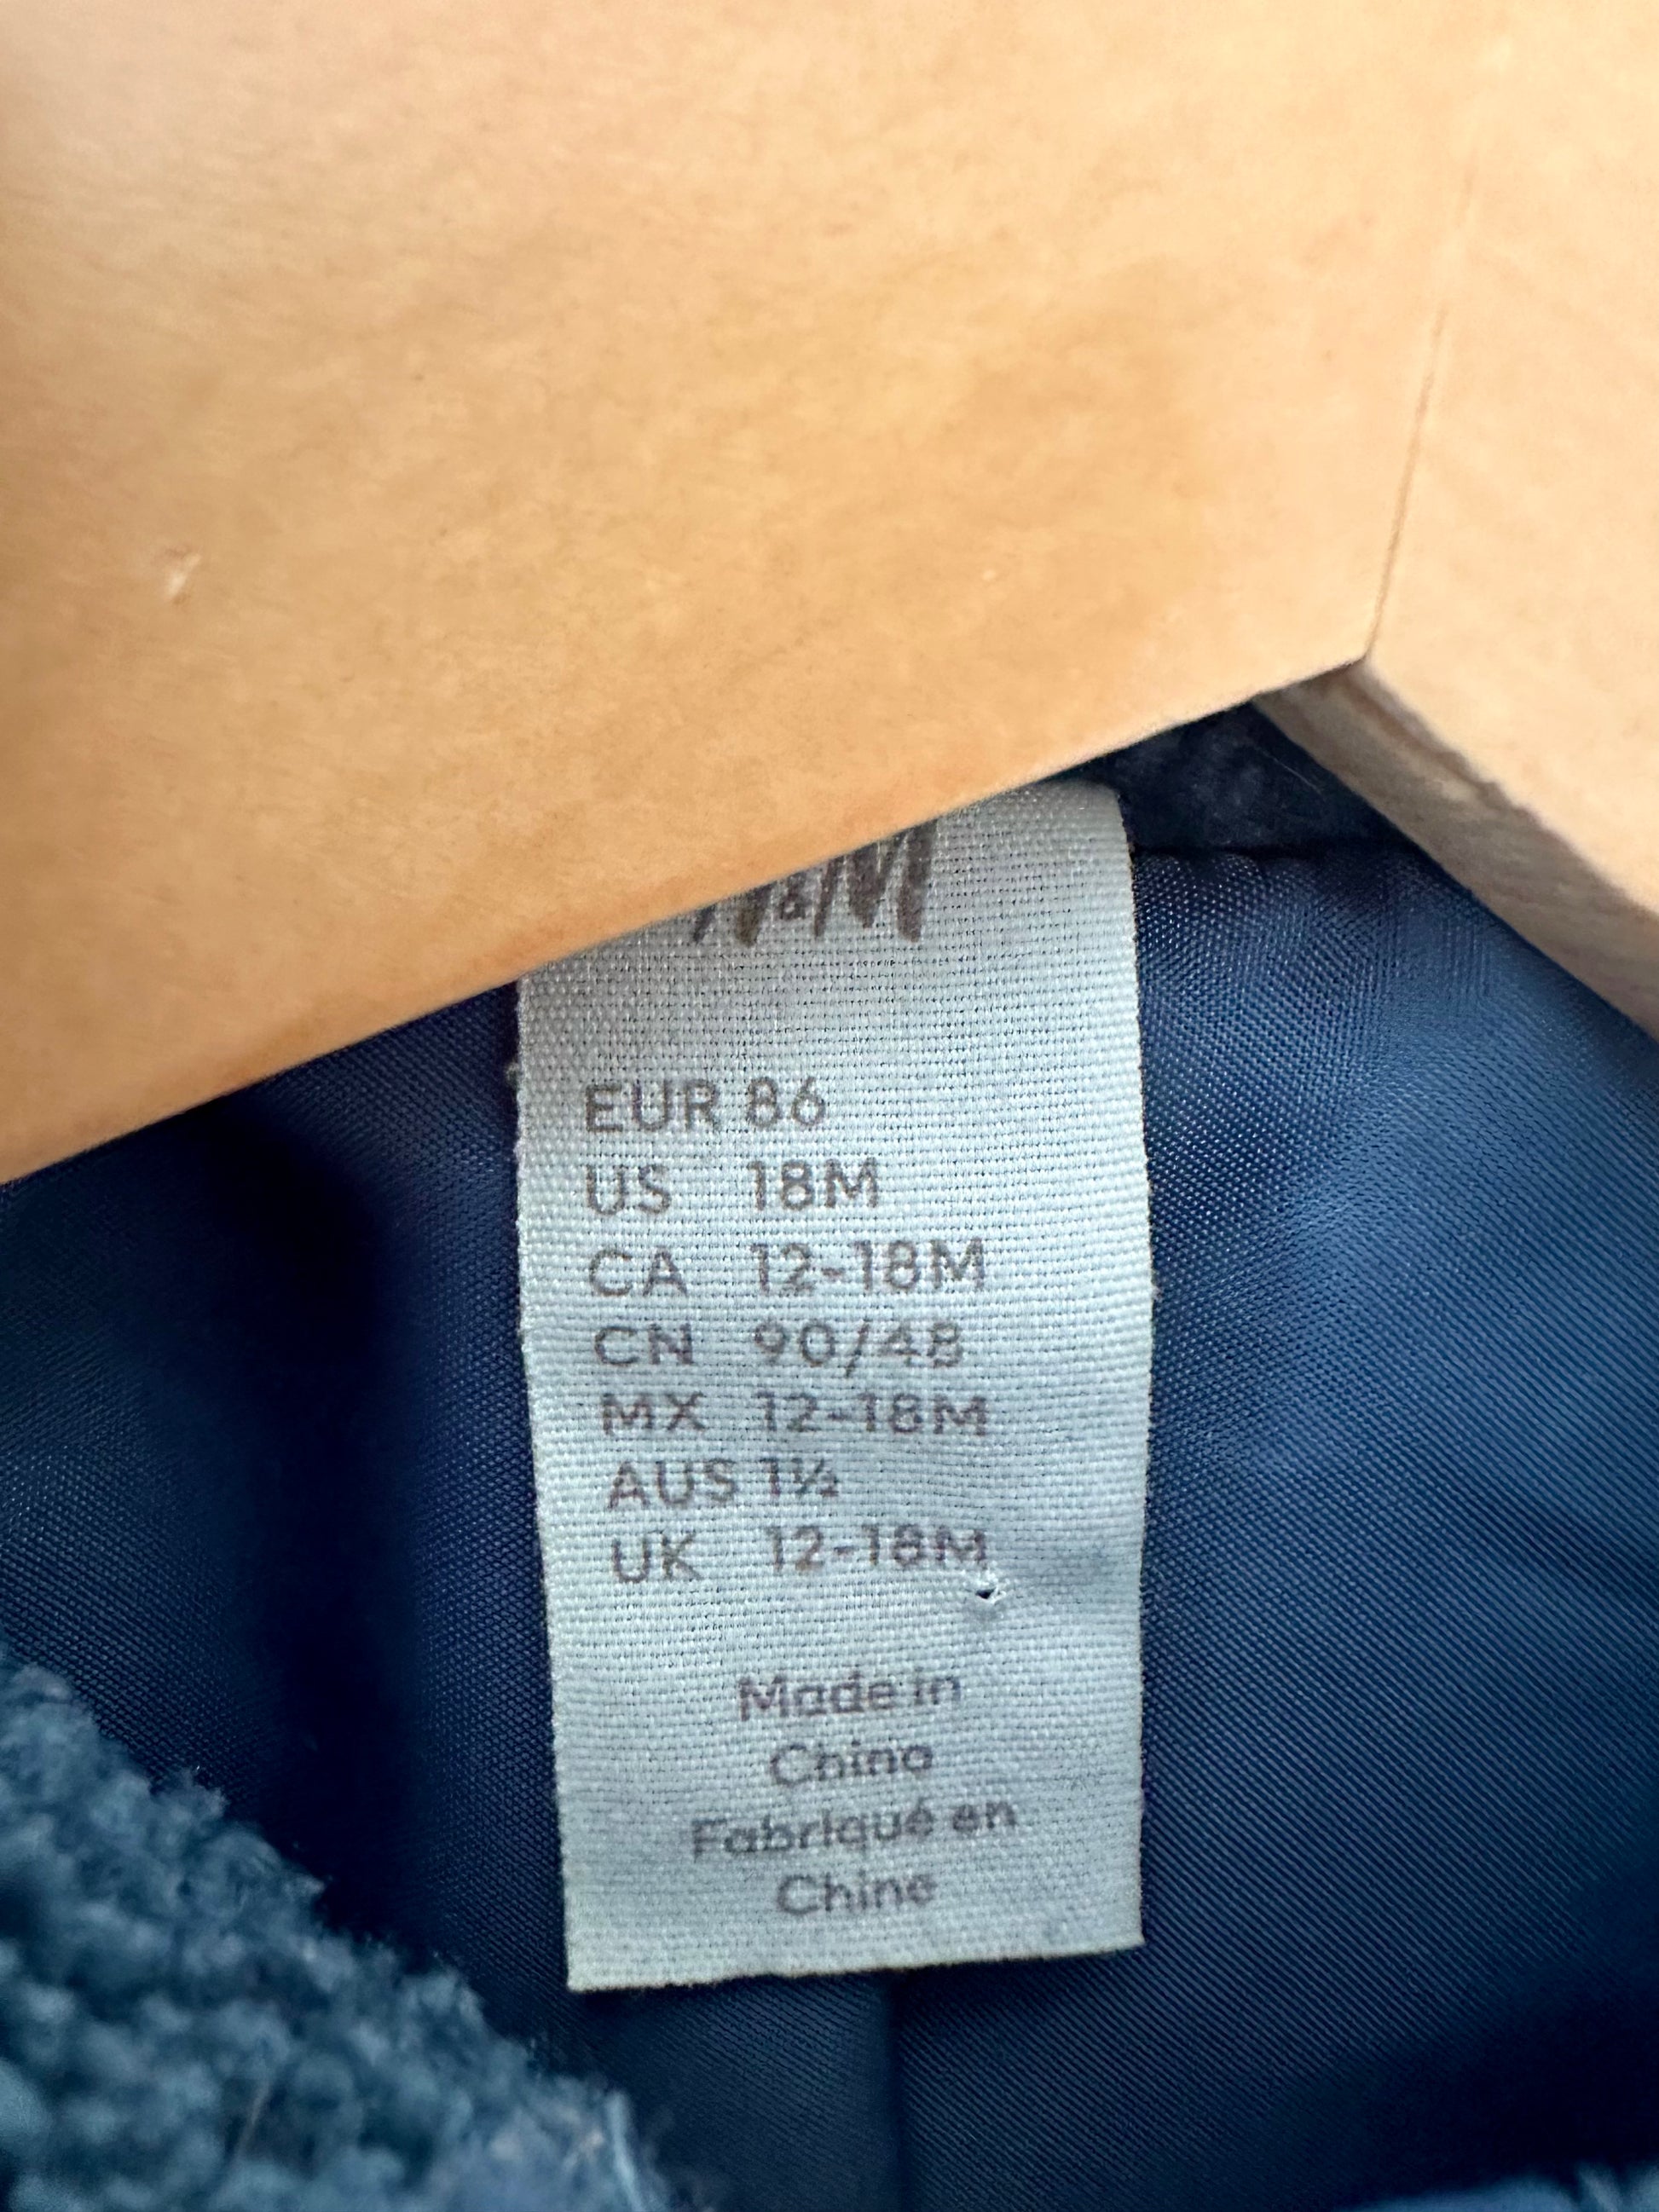 H&M
EUR 86
US 18M
CA 12-18M
CN 90/48
MX 12-18M
AUS 1½
UK 12-18M
Made in
China
Fabriqué en
Chine